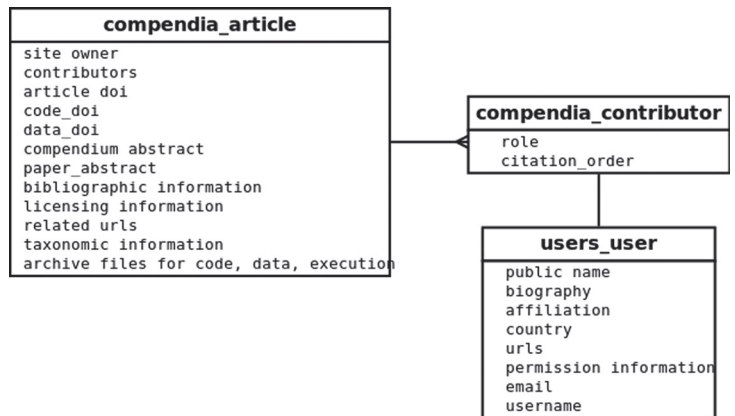 compendia_article
site owner
contributors
article doi
code_doi
data_doi
compendium abstract
paper_abstract
bibliographic information
licensing information
related urls
taxonomic information
archive files for code, data, execution
compendia_contributor
role
citation_order
users_user
public name
biography
affiliation
country
urls
permission information
email
username